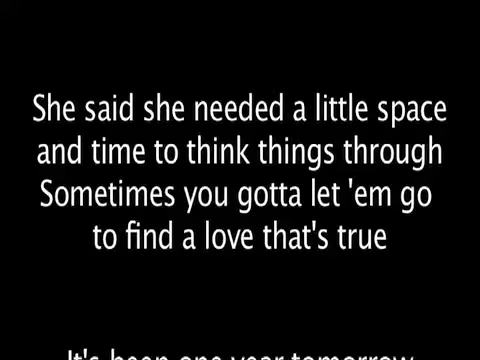 She said she needed a little space
and time to think things through
Sometimes you gotta let 'em go
to find a love that's true
It's been one year tomorrow